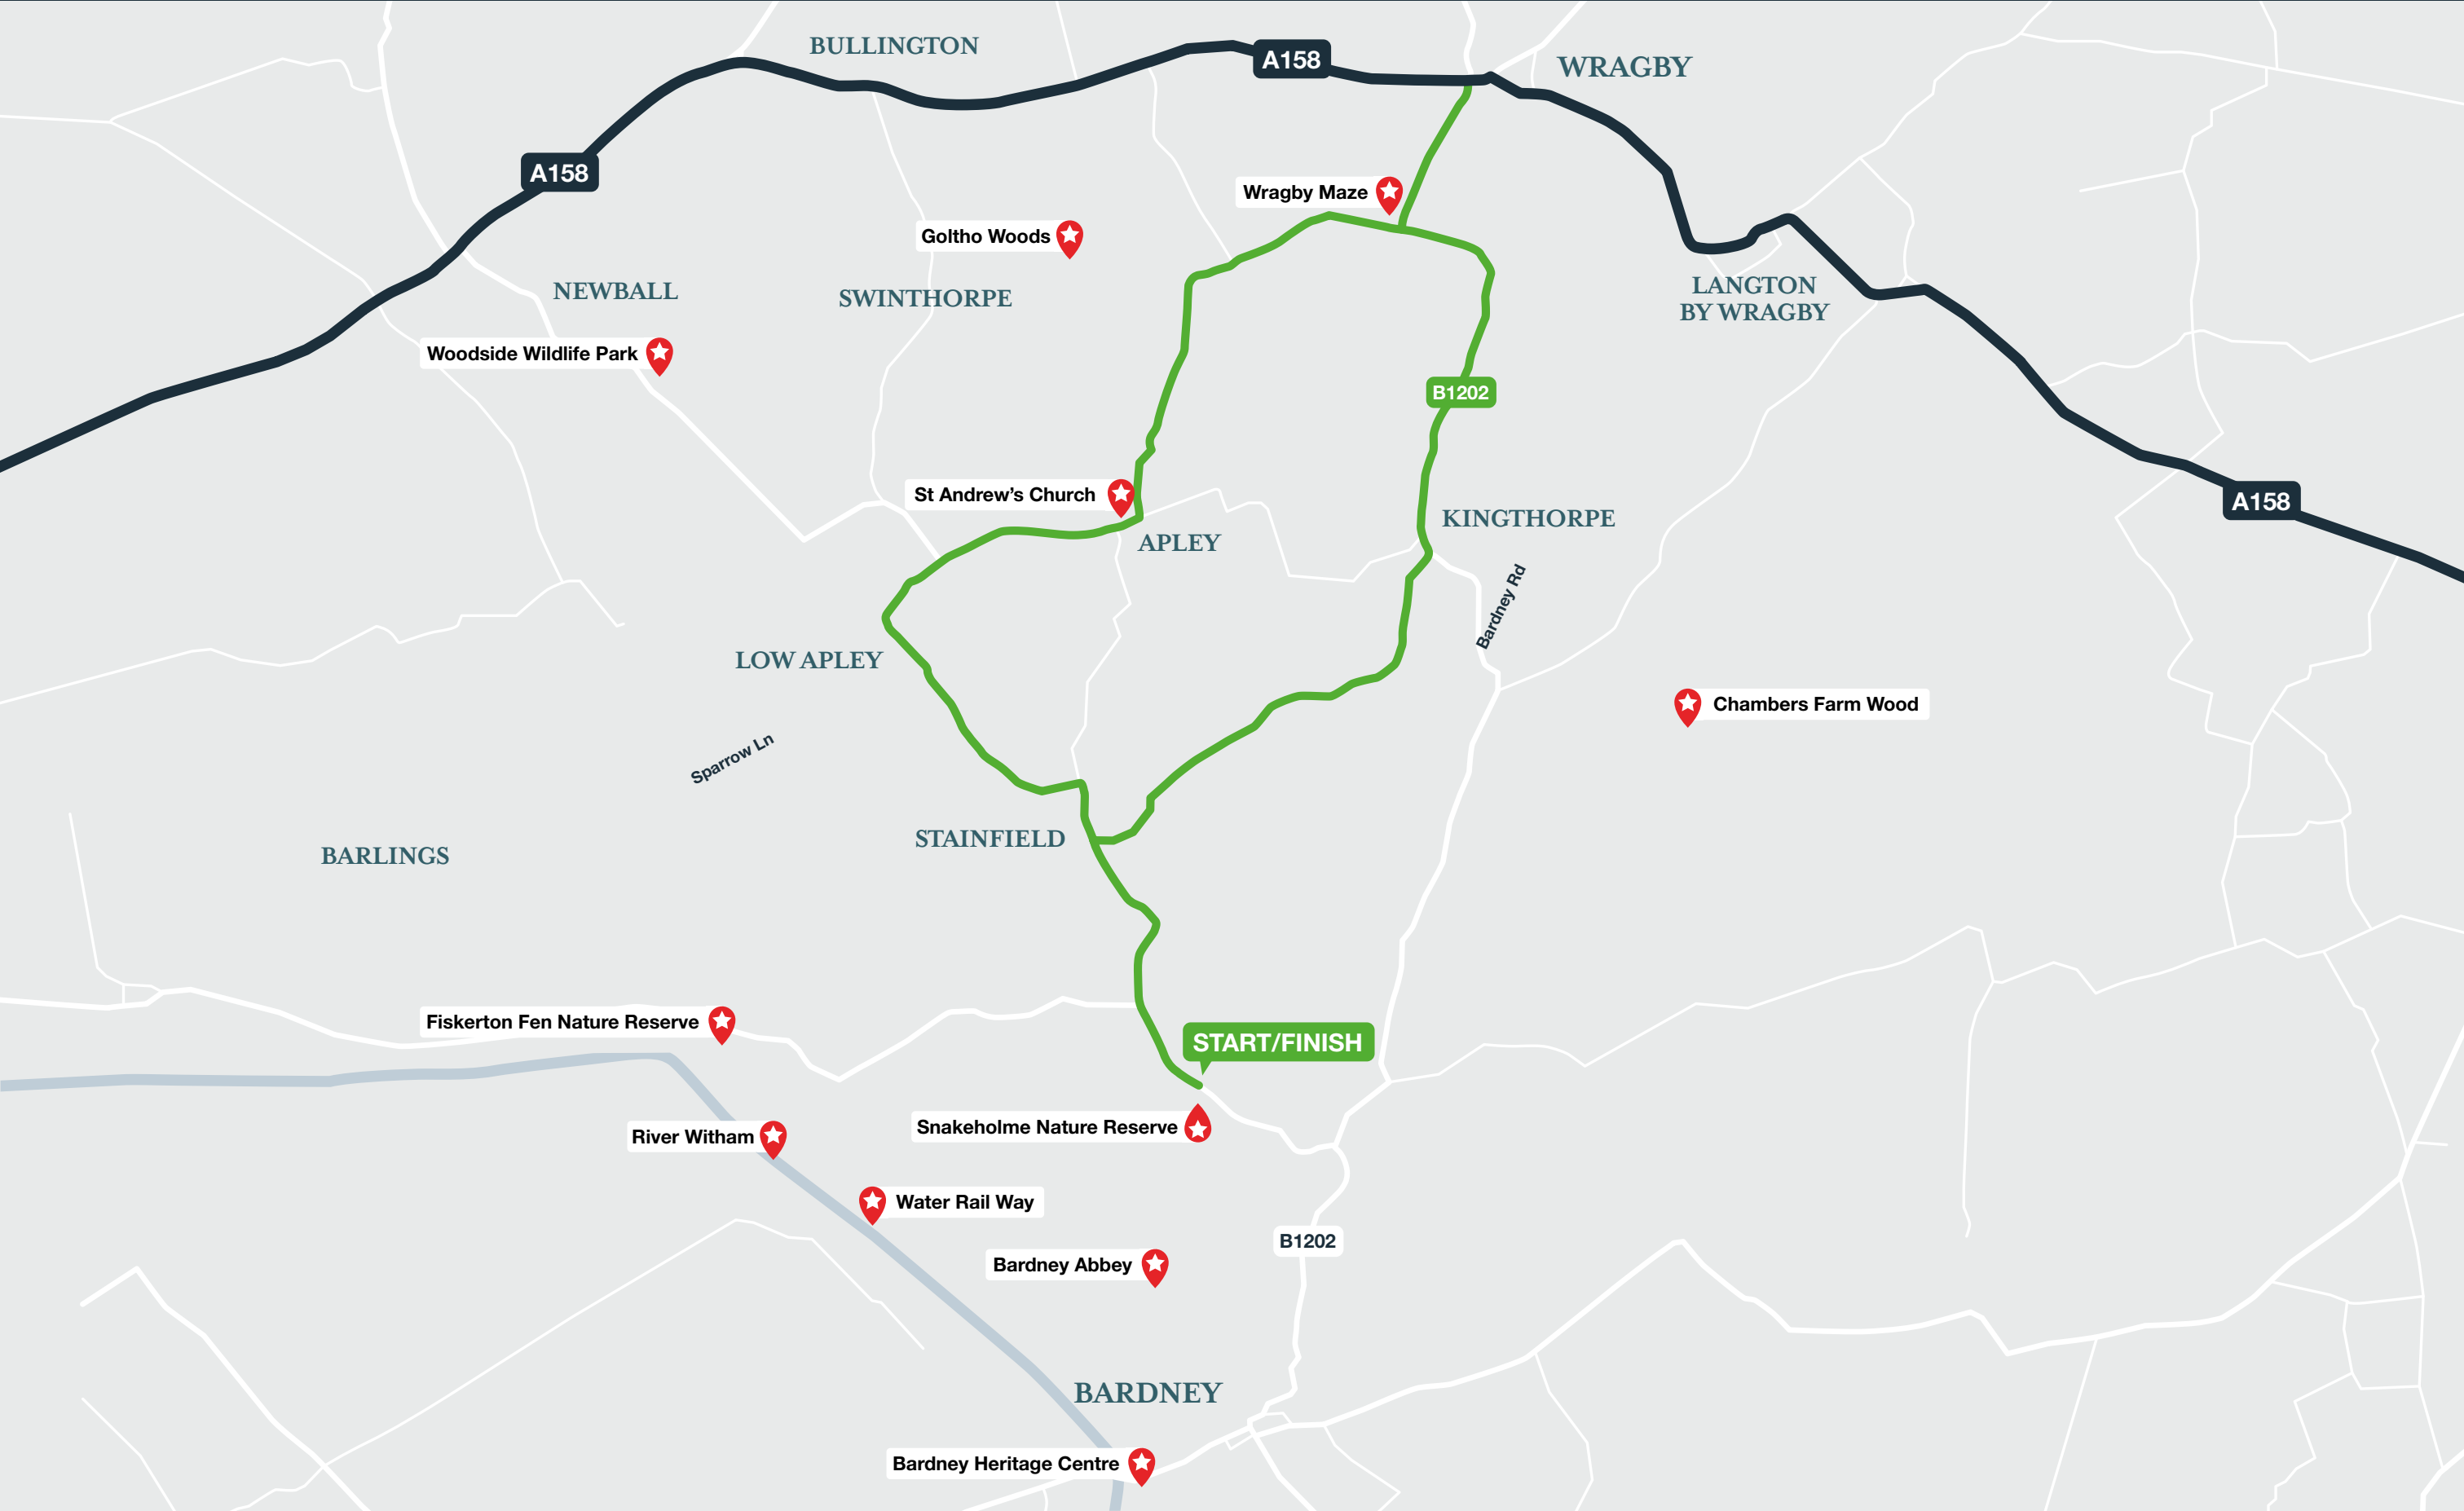 BULLINGTON
A158
WRAGBY
A158
Wragby Maze
Goltho Woods
NEWBALL
SWINTHORPE
LANGTON
BY WRAGBY
Woodside Wildlife Park
B1202
St Andrew’s Church
A158
KINGTHORPE
APLEY
Bardney Rd
LOW APLEY
Chambers Farm Wood
Sparrow Ln
STAINFIELD
BARLINGS
Fiskerton Fen Nature Reserve
START/FINISH
Snakeholme Nature Reserve
River Witham
Water Rail Way
B1202
Bardney Abbey
BARDNEY
Bardney Heritage Centre